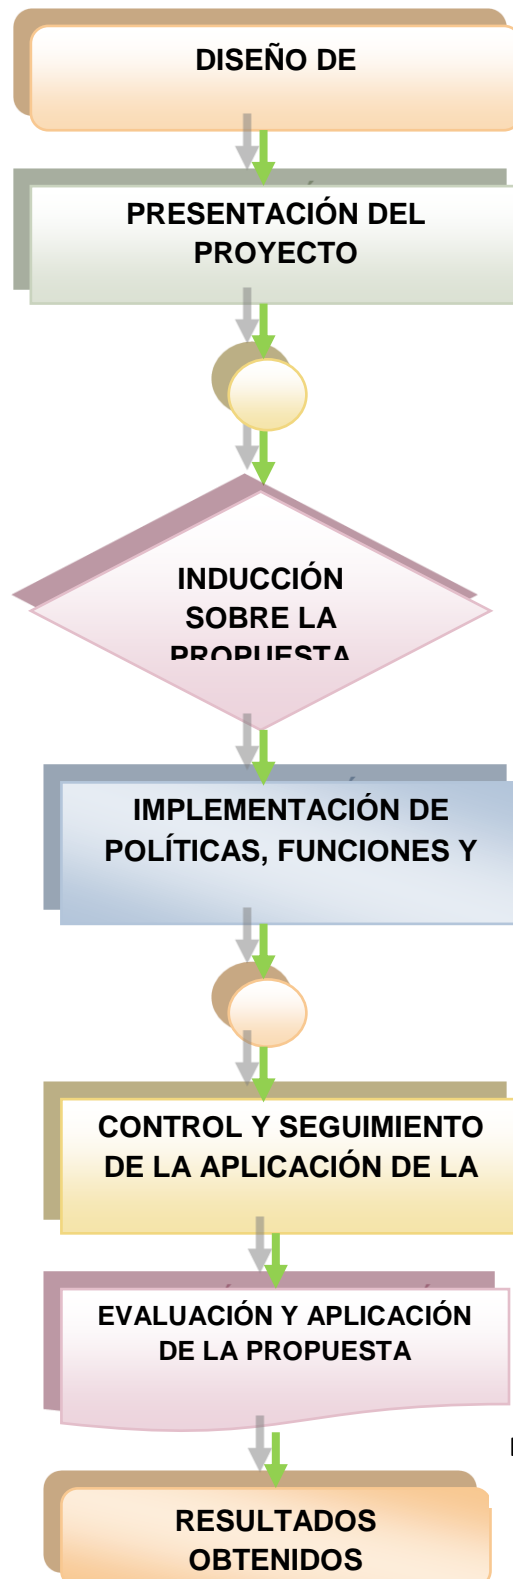 DISEÑO DE
PRESENTACIÓN DEL
PROYECTO
INDUCCIÓN
SOBRE LA
PROPUESTA
IMPLEMENTACIÓN DE
POLÍTICAS, FUNCIONES Y
CONTROL Y SEGUIMIENTO
DE LA APLICACIÓN DE LA
EVALUACIÓN Y APLICACIÓN
DE LA PROPUESTA
RESULTADOS
OBTENIDOS